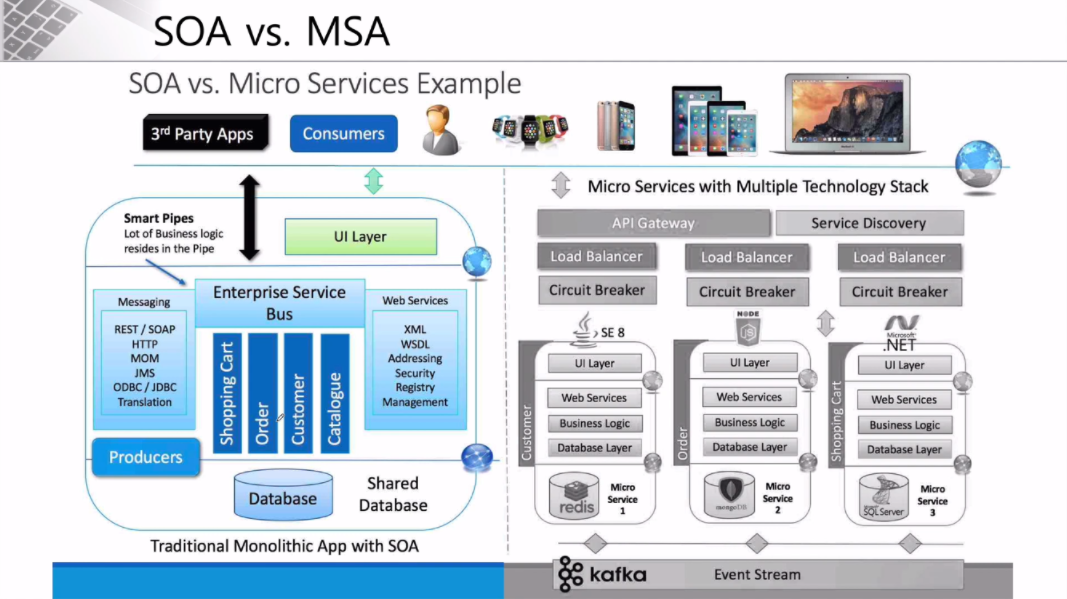 SOA vs. MSA
SOA vs. Micro Services Example
3rd Party Apps
Consumers
Smart Pipes
Lot of Business logic
resides in the Pipe
UI Layer
Enterprise Service
Bus
Messaging
REST / SOAP
HTTP
MOM
JMS
ODBC / JDBC
Translation
Shopping Cart
Order
Customer
Catalogue
Web Services
XML
WSDL
Addressing
Security
Registry
Management
Producers
Database
Shared
Database
Traditional Monolithic App with SOA
Micro Services with Multiple Technology Stack
API Gateway
Service Discovery
Load Balancer
Circuit Breaker
SE 8
Customer
UI Layer
Web Services
Business Logic
Database Layer
redis
Micro
Service
1
Load Balancer
Circuit Breaker
NODE
JS
Order
UI Layer
Web Services
Business Logic
Database Layer
mongoDB
Micro
Service
2
Load Balancer
Circuit Breaker
Microsoft
.NET
Shopping Cart
UI Layer
Web Services
Business Logic
Database Layer
SQL Server
Micro
Service
3
kafka
Event Stream